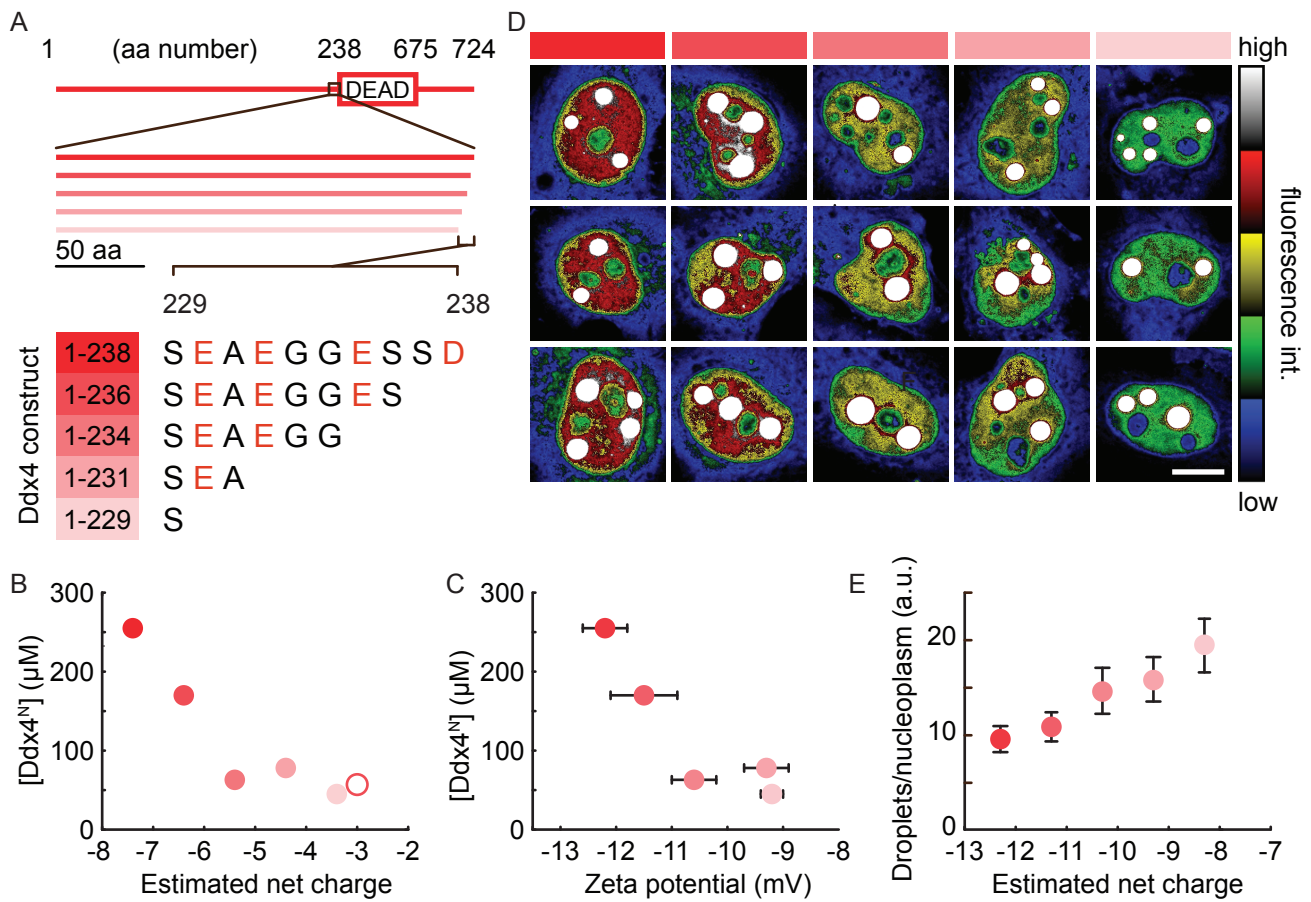 A
1 (aa number) 238 675 724
DEAD
50 aa
229 238
Ddx4 construct
1-238 S E A E G G E S S D
1-236 S E A E G G E S
1-234 S E A E G G
1-231 S E A
1-229 S
B
[Ddx4ᴺ] (µM)
300
200
100
0
-8 -7 -6 -5 -4 -3 -2
Estimated net charge
C
[Ddx4ᴺ] (µM)
300
200
100
0
-13 -12 -11 -10 -9 -8
Zeta potential (mV)
D
high
fluorescence int.
low
E
Droplets/nucleoplasm (a.u.)
20
10
0
-13 -12 -11 -10 -9 -8 -7
Estimated net charge